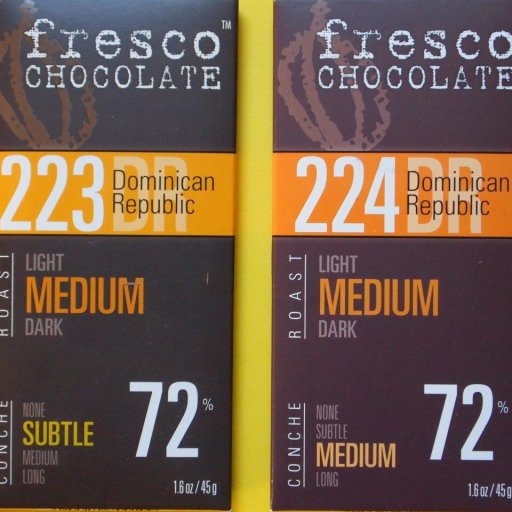 fresco™
CHOCOLATE
223 DR Dominican
Republic
ROAST
LIGHT
MEDIUM
DARK
CONCHE
NONE
SUBTLE
MEDIUM
LONG
72%
1.6 oz / 45 g
fresco
CHOCOLATE
224 DR Dominican
Republic
ROAST
LIGHT
MEDIUM
DARK
CONCHE
NONE
SUBTLE
MEDIUM
LONG
72%
1.6 oz / 45 g